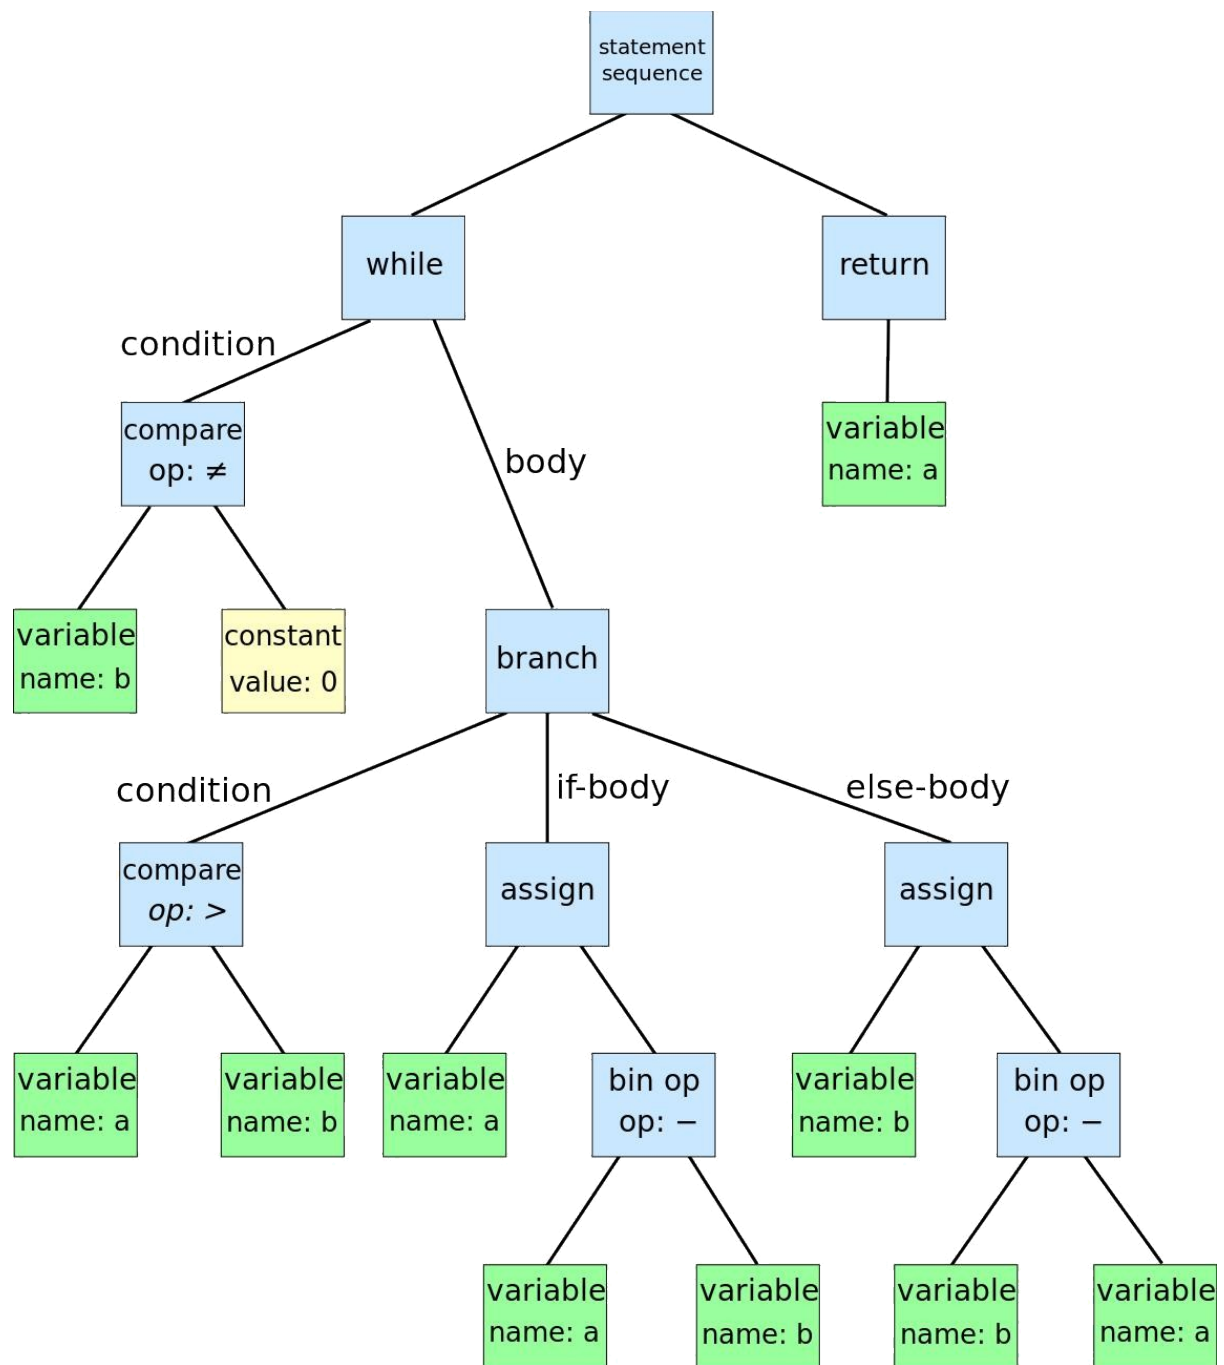 statement
sequence
while
return
condition
compare
op: ≠
body
variable
name: a
variable
name: b
constant
value: 0
branch
condition
if-body
else-body
compare
op: >
assign
assign
variable
name: a
variable
name: b
variable
name: a
bin op
op: −
variable
name: b
bin op
op: −
variable
name: a
variable
name: b
variable
name: b
variable
name: a